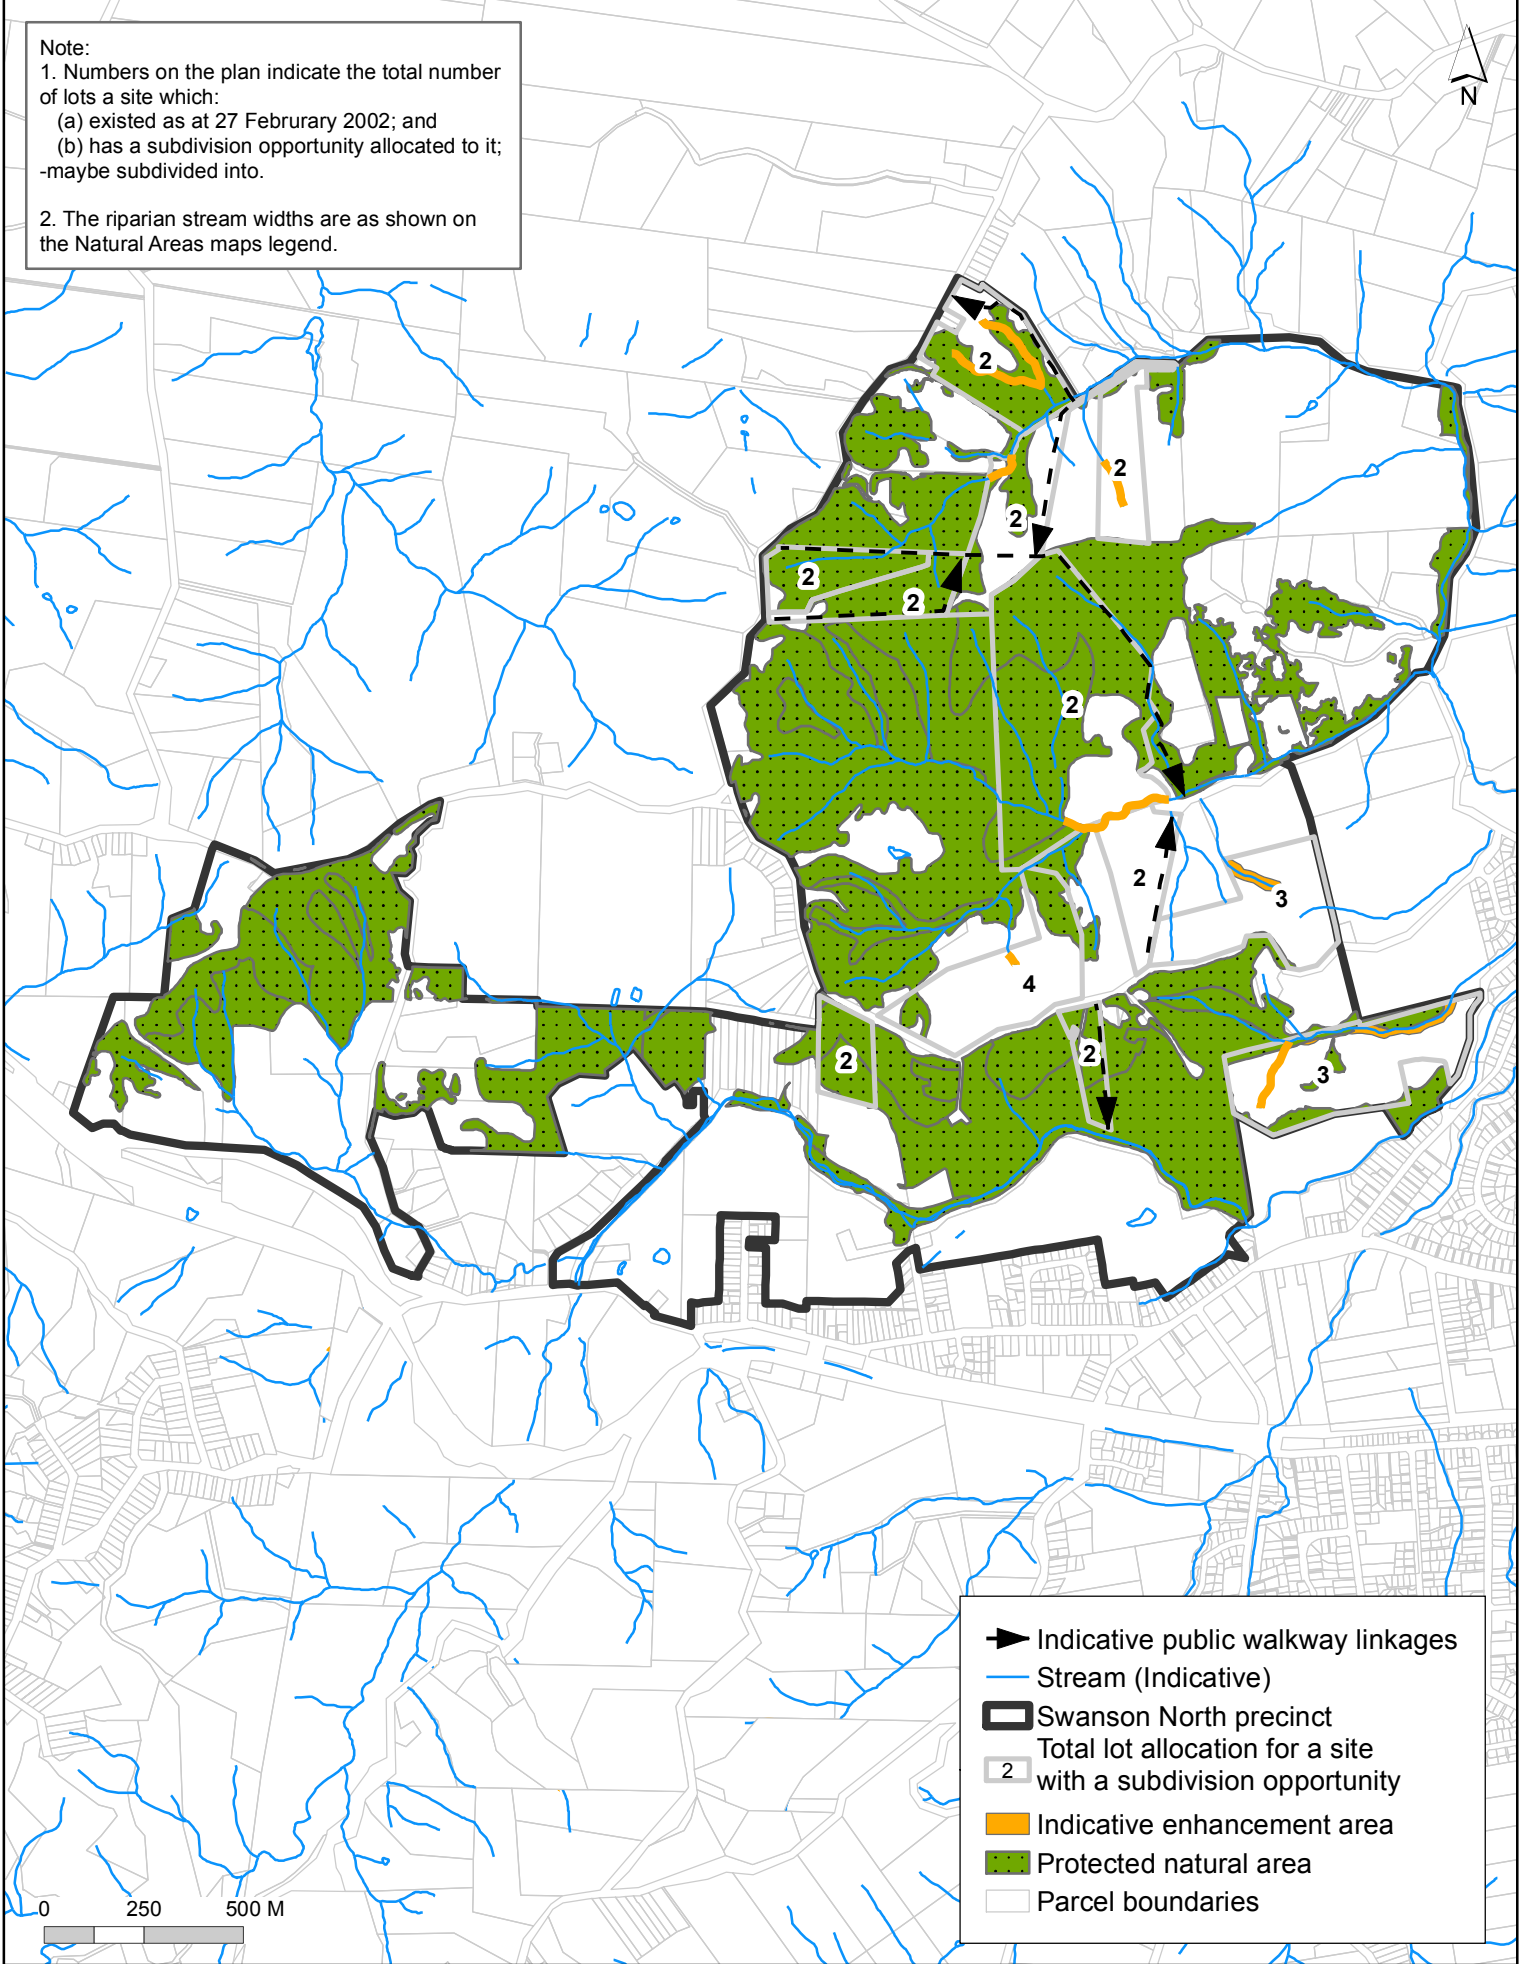 Note:
1. Numbers on the plan indicate the total number
of lots a site which:
(a) existed as at 27 Februrary 2002; and
(b) has a subdivision opportunity allocated to it;
-maybe subdivided into.
2. The riparian stream widths are as shown on
the Natural Areas maps legend.
N
2
2
2
2
2
2
2
3
4
2
2
3
Indicative public walkway linkages
Stream (Indicative)
Swanson North precinct
Total lot allocation for a site
2
with a subdivision opportunity
Indicative enhancement area
Protected natural area
Parcel boundaries
0 250 500 M